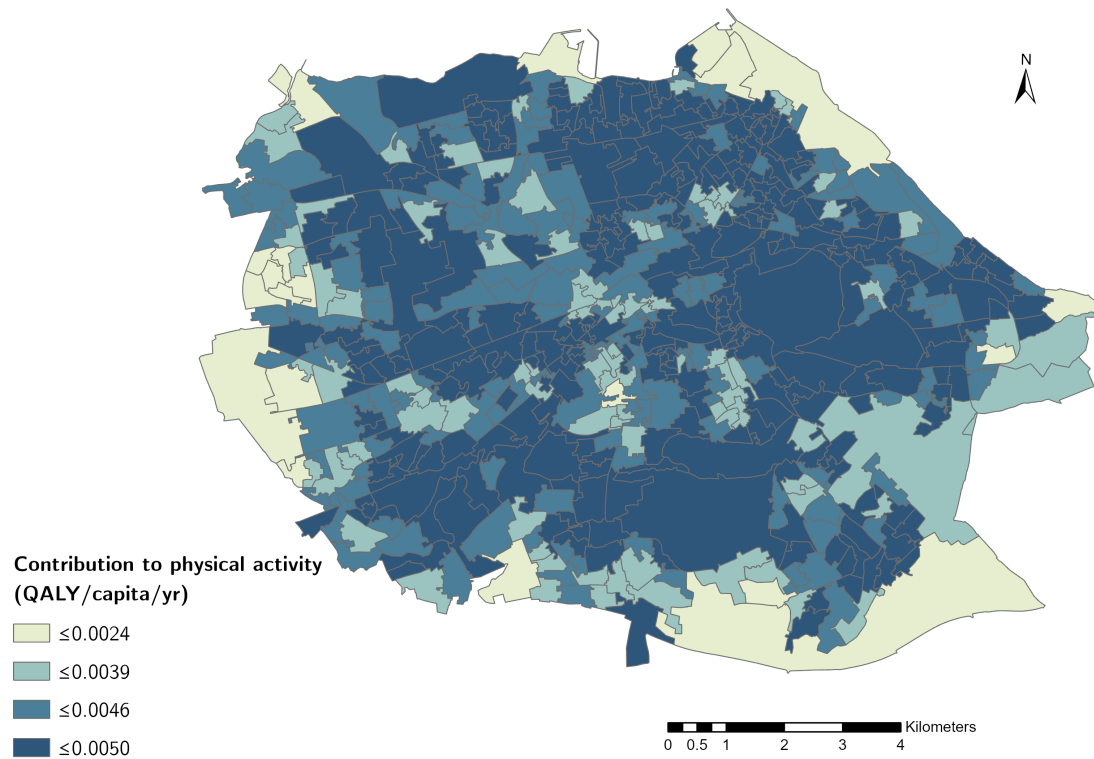 N
Contribution to physical activity
(QALY/capita/yr)
≤0.0024
≤0.0039
≤0.0046
≤0.0050
Kilometers
0 0.5 1 2 3 4